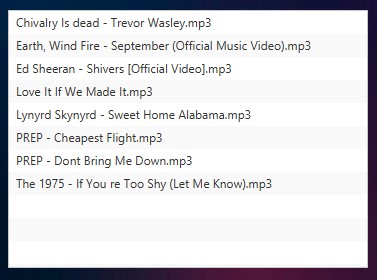 Chivalry Is dead - Trevor Wasley.mp3
Earth, Wind Fire - September (Official Music Video).mp3
Ed Sheeran - Shivers [Official Video].mp3
Love It If We Made It.mp3
Lynyrd Skynyrd - Sweet Home Alabama.mp3
PREP - Cheapest Flight.mp3
PREP - Dont Bring Me Down.mp3
The 1975 - If You re Too Shy (Let Me Know).mp3